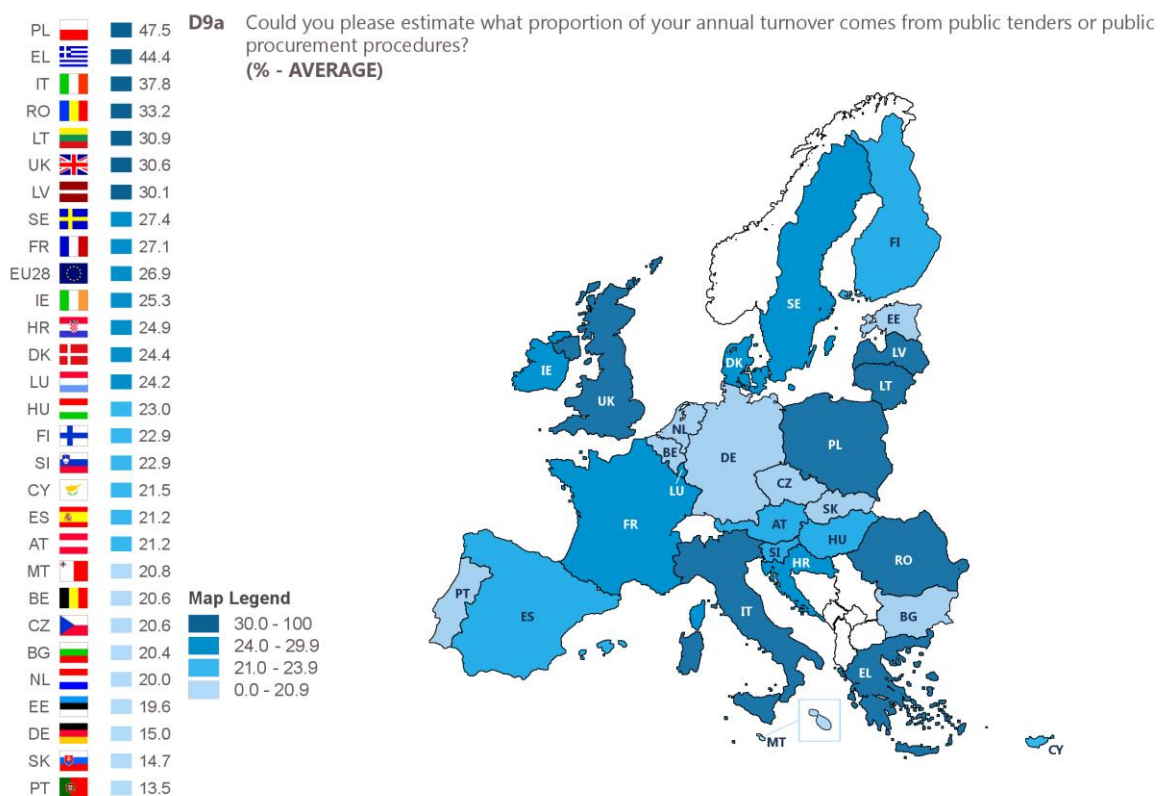 D9a Could you please estimate what proportion of your annual turnover comes from public tenders or public
procurement procedures?
(% - AVERAGE)
PL 47.5
EL 44.4
IT 37.8
RO 33.2
LT 30.9
UK 30.6
LV 30.1
SE 27.4
FR 27.1
EU28 26.9
IE 25.3
HR 24.9
DK 24.4
LU 24.2
HU 23.0
FI 22.9
SI 22.9
CY 21.5
ES 21.2
AT 21.2
MT 20.8
BE 20.6
CZ 20.6
BG 20.4
NL 20.0
EE 19.6
DE 15.0
SK 14.7
PT 13.5
Map Legend
30.0 - 100
24.0 - 29.9
21.0 - 23.9
0.0 - 20.9
FI
SE
EE
LV
LT
DK
IE
UK
NL
BE
DE
PL
LU
CZ
SK
FR
AT
HU
SI
HR
RO
PT
ES
IT
BG
EL
MT
CY